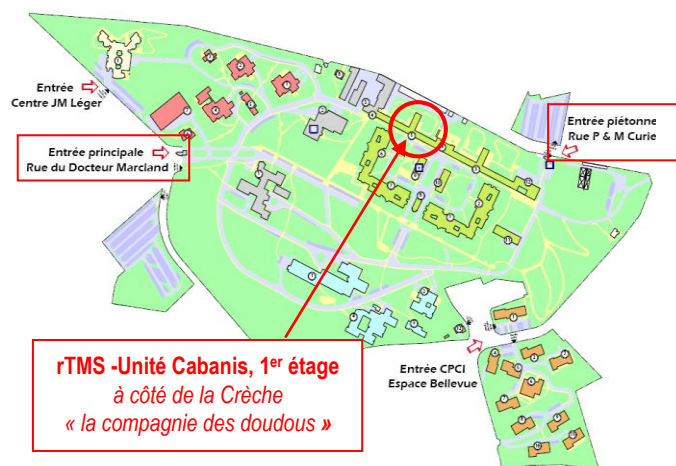 Entrée
Centre JM Léger
Entrée principale
Rue du Docteur Marcland
Entrée piétonne
Rue P & M Curie
rTMS -Unité Cabanis, 1er étage
à côté de la Crèche
« la compagnie des doudous »
Entrée CPCI
Espace Bellevue